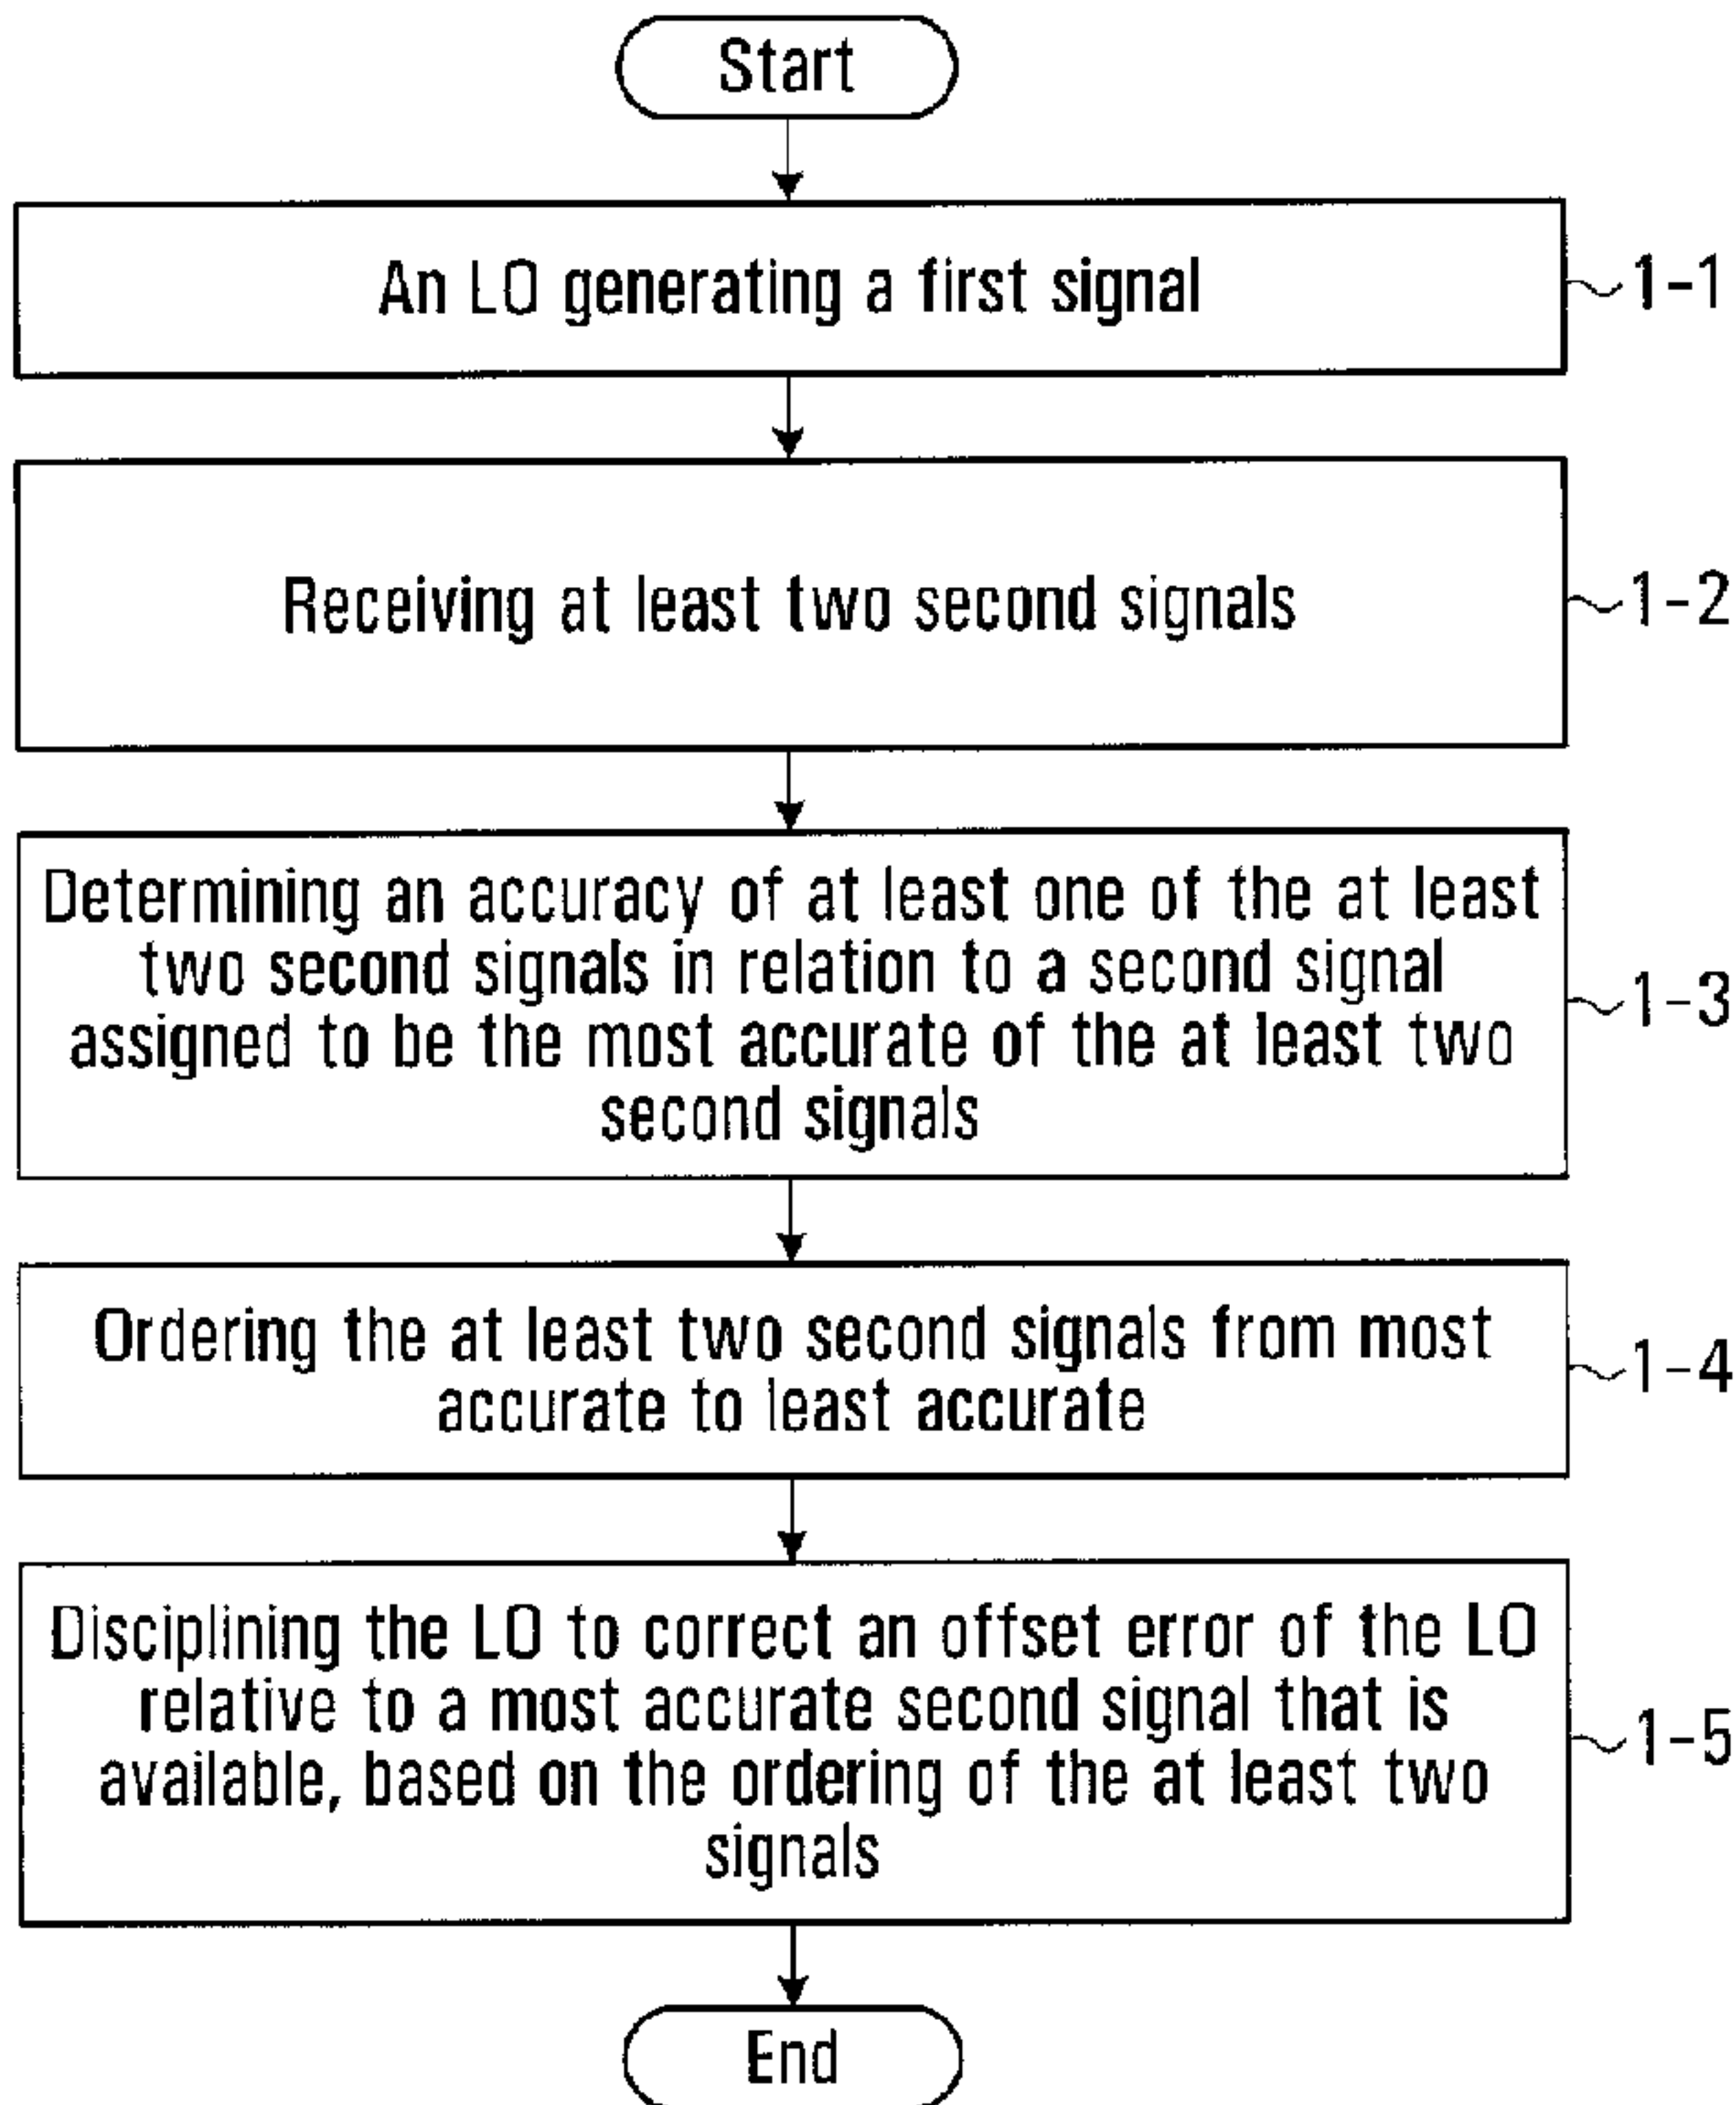 Start
An LO generating a first signal
1-1
Receiving at least two second signals
1-2
Determining an accuracy of at least one of the at least
two second signals in relation to a second signal
assigned to be the most accurate of the at least two
second signals
1-3
Ordering the at least two second signals from most
accurate to least accurate
1-4
Disciplining the LO to correct an offset error of the LO
relative to a most accurate second signal that is
available, based on the ordering of the at least two
signals
1-5
End